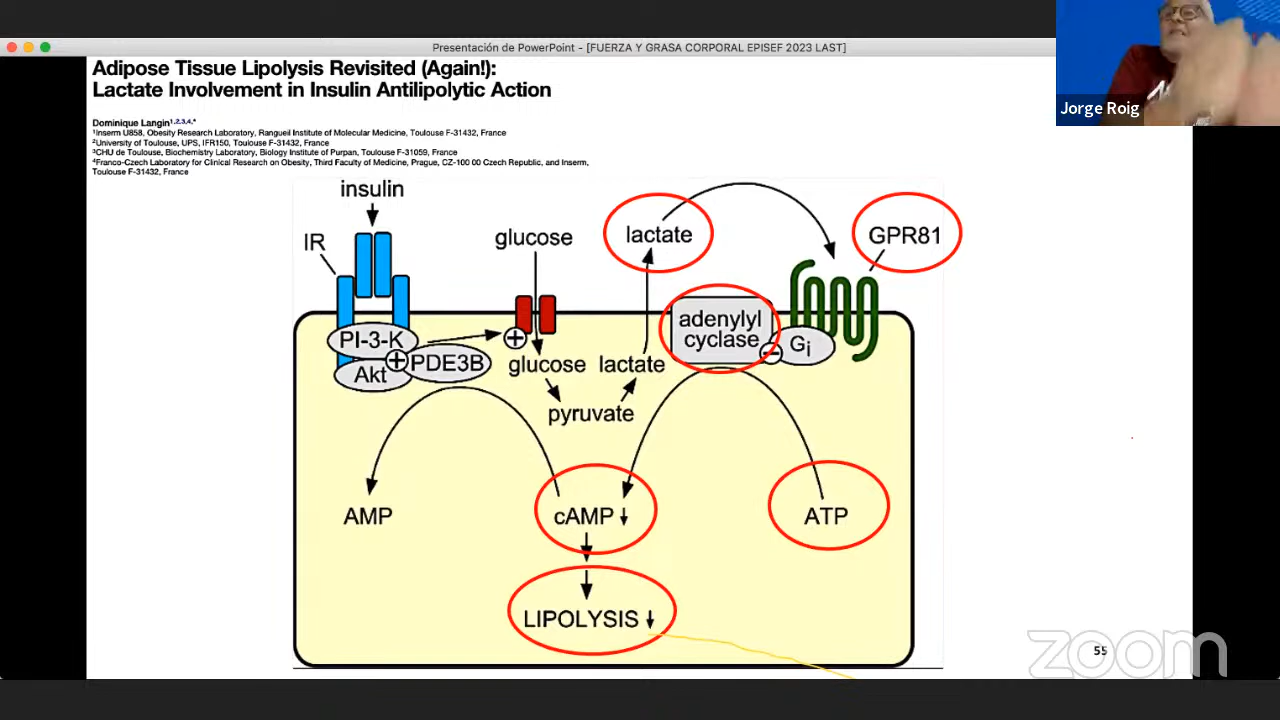 Presentación de PowerPoint - [FUERZA Y GRASA CORPORAL EPISEF 2023 LAST]
Jorge Roig
Adipose Tissue Lipolysis Revisited (Again!):
Lactate Involvement in Insulin Antilipolytic Action
Dominique Langin1,2,3,4,*
1Inserm U858, Obesity Research Laboratory, Rangueil Institute of Molecular Medicine, Toulouse F-31432, France
2University of Toulouse, UPS, IFR150, Toulouse F-31432, France
3CHU de Toulouse, Biochemistry Laboratory, Biology Institute of Purpan, Toulouse F-31059, France
4Franco-Czech Laboratory for Clinical Research on Obesity, Third Faculty of Medicine, Prague, CZ-100 00 Czech Republic, and Inserm,
Toulouse F-31432, France
insulin
IR
glucose
lactate
GPR81
PI-3-K
Akt
+
PDE3B
+
glucose
lactate
pyruvate
adenylyl
cyclase
−
Gi
AMP
cAMP ↓
ATP
LIPOLYSIS ↓
zoom
55